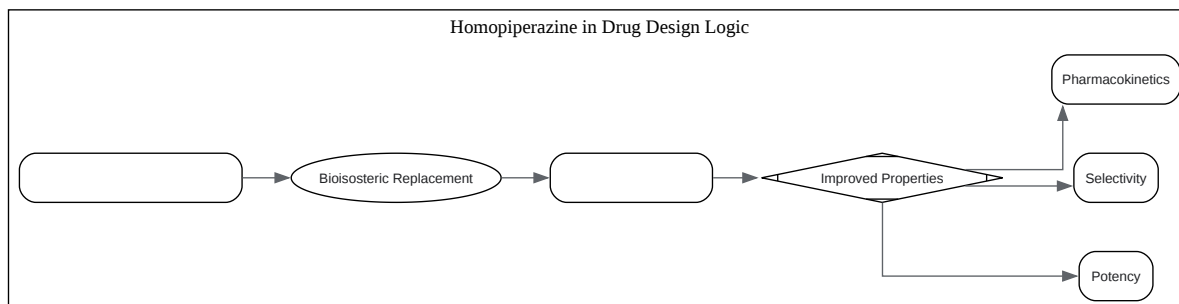 Homopiperazine in Drug Design Logic
Pharmacokinetics
Bioisosteric Replacement
Improved Properties
Selectivity
Potency